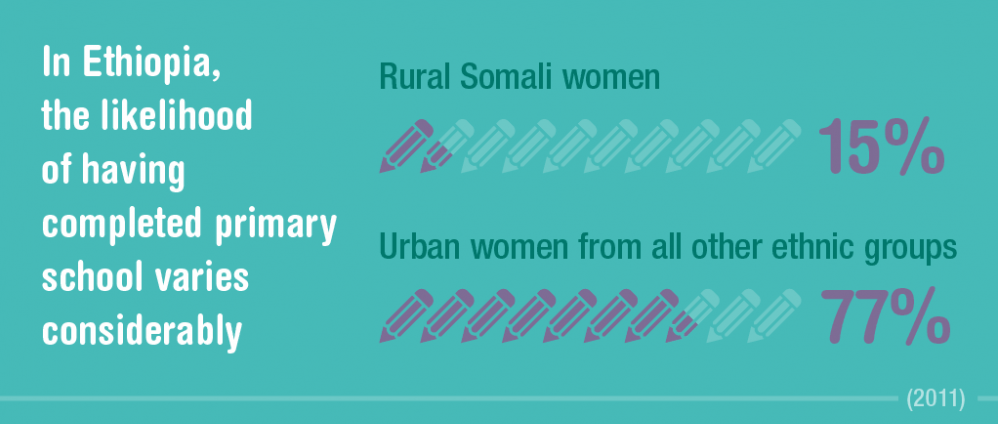 In Ethiopia,
the likelihood
of having
completed primary
school varies
considerably
Rural Somali women
15%
Urban women from all other ethnic groups
77%
(2011)